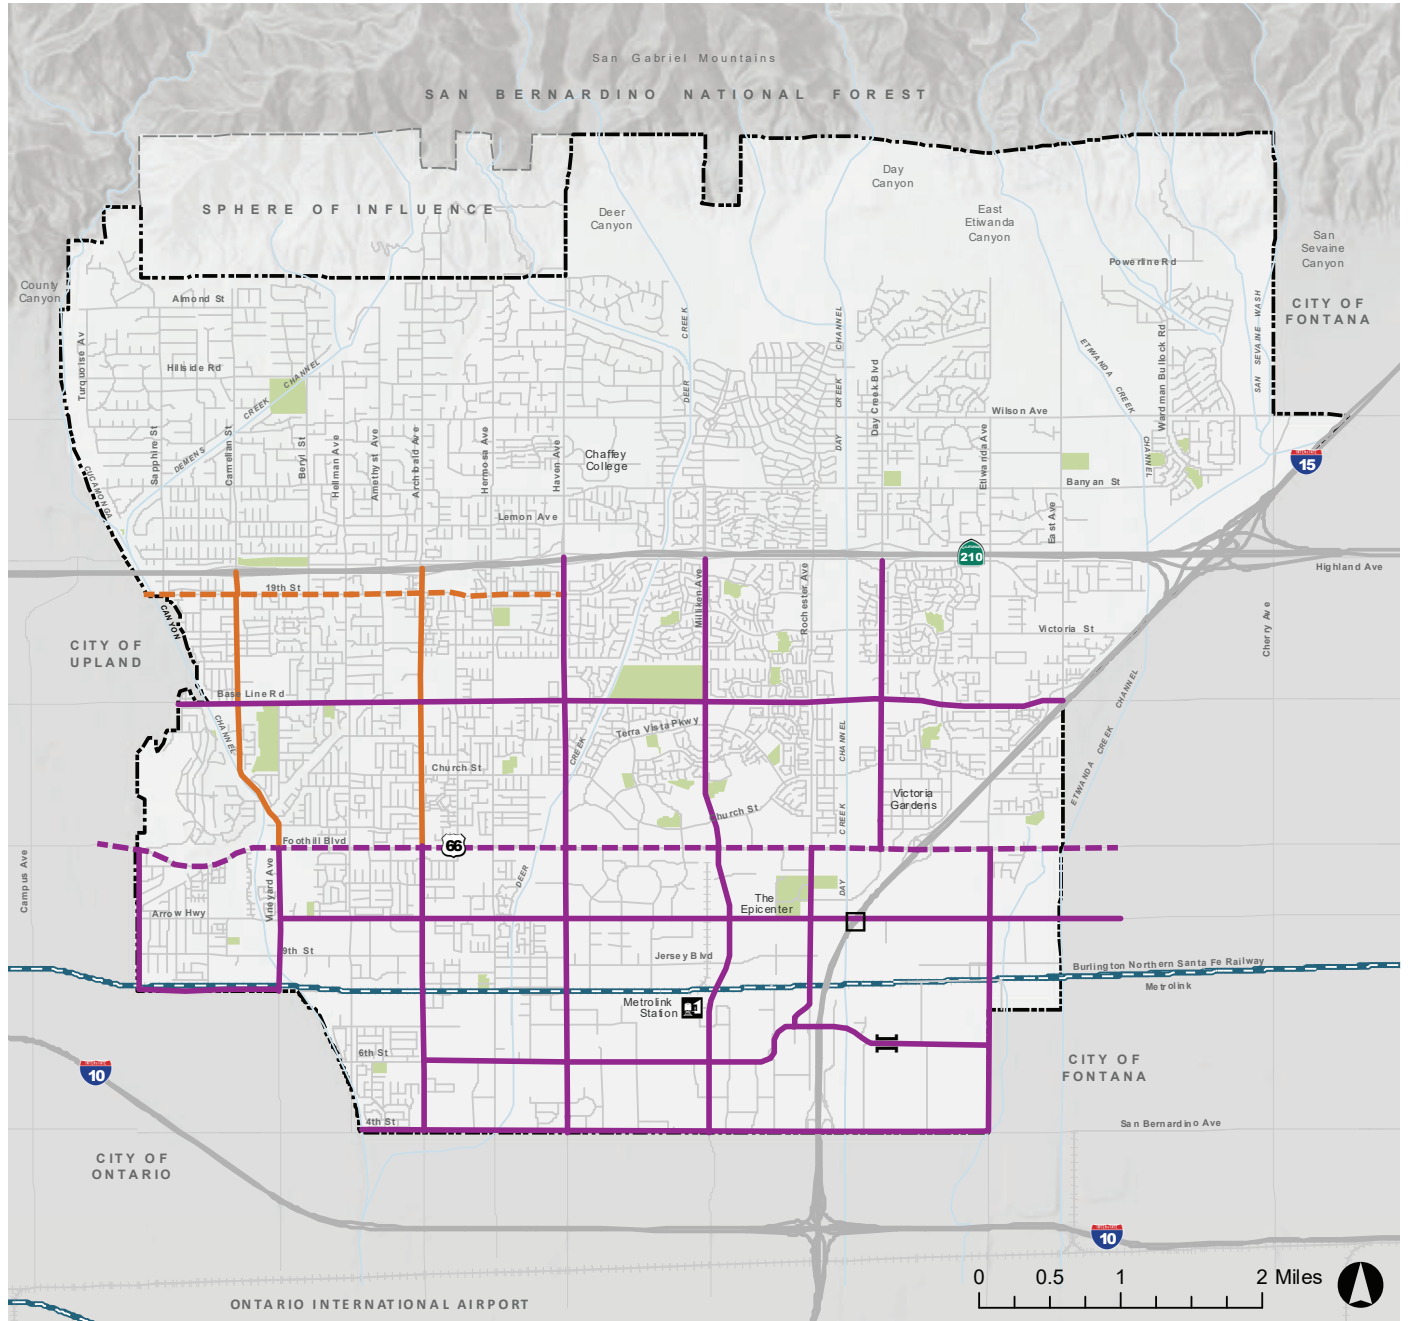 San Gabriel Mountains
SAN BERNARDINO NATIONAL FOREST
Day
Canyon
SPHERE OF INFLUENCE
Deer
Canyon
East
Etiwanda
Canyon
San
Sevaine
Canyon
Powerline Rd
County
Canyon
Almond St
CITY OF
FONTANA
Turquoise Av
Hillside Rd
DEMENS
CREEK
CHANNEL
DEER
CREEK
DAY
CREEK
CHANNEL
Day Creek Blvd
ETIWANDA
CREEK
CHANNEL
Wardman Bullock Rd
SAN SEVAINE WASH
Wilson Ave
Sapphire St
Carnelian St
Beryl St
Hellman Ave
Amethyst Ave
Archibald Ave
Hermosa Ave
Haven Ave
Chaffey
College
Etiwanda Ave
15
Banyan St
CUCAMONGA
CANYON
CHANNEL
Lemon Ave
East Ave
210
Highland Ave
19th St
Milliken Ave
Rochester Ave
Cherry Ave
Victoria St
CITY OF
UPLAND
Base Line Rd
Terra Vista Pkwy
CREEK
DEER
CHANNEL
CREEK
DAY
ETIWANDA CREEK CHANNEL
Church St
Victoria
Gardens
Church St
Foothill Blvd
66
Campus Ave
Vineyard Ave
The
Epicenter
Arrow Hwy
9th St
Jersey Blvd
Burlington Northern Santa Fe Railway
Metrolink
Metrolink
Station
6th St
10
CITY OF
FONTANA
4th St
San Bernardino Ave
CITY OF
ONTARIO
10
0 0.5 1 2 Miles
ONTARIO INTERNATIONAL AIRPORT